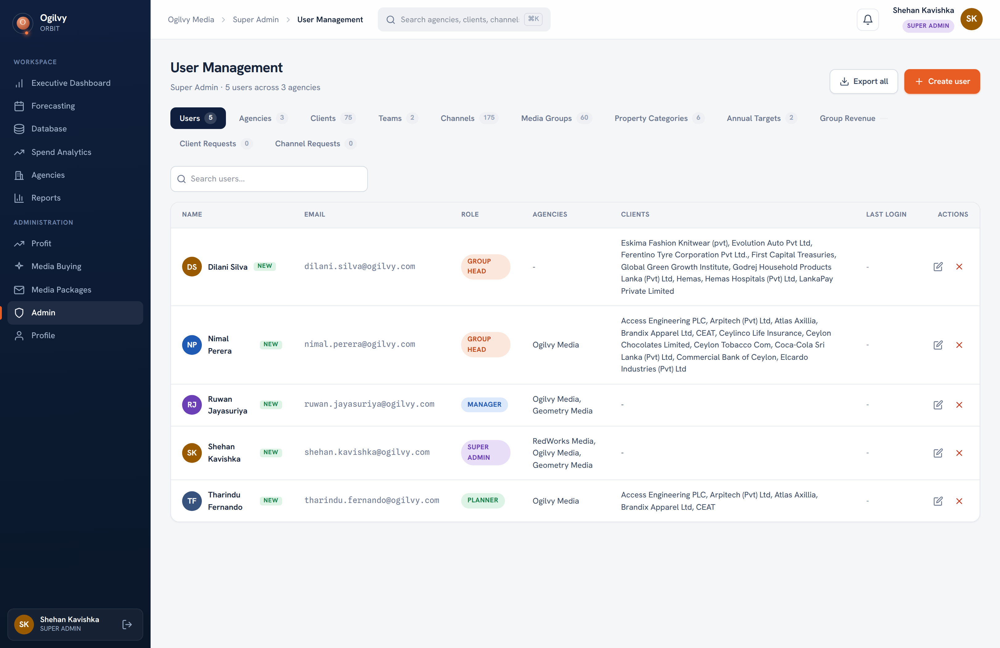 Ogilvy
ORBIT
WORKSPACE
Executive Dashboard
Forecasting
Database
Spend Analytics
Agencies
Reports
ADMINISTRATION
Profit
Media Buying
Media Packages
Admin
Profile
SK
Shehan Kavishka
SUPER ADMIN
Ogilvy Media > Super Admin > User Management
Search agencies, clients, channel ⌘K
Shehan Kavishka
SUPER ADMIN
SK
User Management
Super Admin · 5 users across 3 agencies
Export all
+ Create user
Users 5 Agencies 3 Clients 75 Teams 2 Channels 175 Media Groups 60 Property Categories 6 Annual Targets 2 Group Revenue
Client Requests 0 Channel Requests 0
Search users...
NAME EMAIL ROLE AGENCIES CLIENTS LAST LOGIN ACTIONS
DS
Dilani Silva NEW
dilani.silva@ogilvy.com
GROUP
HEAD
-
Eskima Fashion Knitwear (pvt), Evolution Auto Pvt Ltd,
Ferentino Tyre Corporation Pvt Ltd., First Capital Treasuries,
Global Green Growth Institute, Godrej Household Products
Lanka (Pvt) Ltd, Hemas, Hemas Hospitals (Pvt) Ltd, LankaPay
Private Limited
-
NP
Nimal
Perera
NEW
nimal.perera@ogilvy.com
GROUP
HEAD
Ogilvy Media
Access Engineering PLC, Arpitech (Pvt) Ltd, Atlas Axillia,
Brandix Apparel Ltd, CEAT, Ceylinco Life Insurance, Ceylon
Chocolates Limited, Ceylon Tobacco Com, Coca-Cola Sri
Lanka (Pvt) Ltd, Commercial Bank of Ceylon, Elcardo
Industries (Pvt) Ltd
-
RJ
Ruwan
Jayasuriya
NEW
ruwan.jayasuriya@ogilvy.com
MANAGER
Ogilvy Media,
Geometry Media
-
-
SK
Shehan
Kavishka
NEW
shehan.kavishka@ogilvy.com
SUPER
ADMIN
RedWorks Media,
Ogilvy Media,
Geometry Media
-
-
TF
Tharindu
Fernando
NEW
tharindu.fernando@ogilvy.com
PLANNER
Ogilvy Media
Access Engineering PLC, Arpitech (Pvt) Ltd, Atlas Axillia,
Brandix Apparel Ltd, CEAT
-